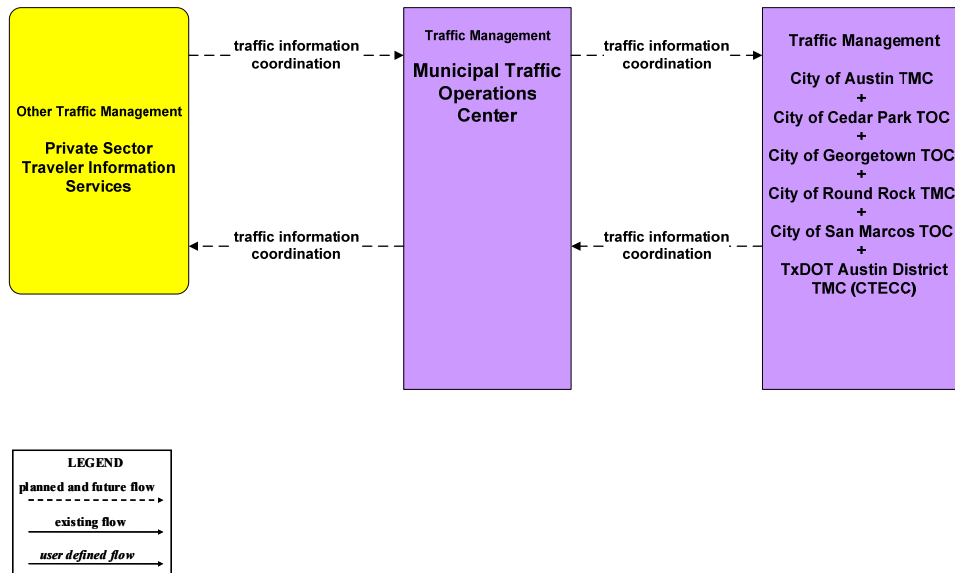 Other Traffic Management
Private Sector
Traveler Information
Services
traffic information
coordination
traffic information
coordination
Traffic Management
Municipal Traffic
Operations
Center
traffic information
coordination
traffic information
coordination
Traffic Management
City of Austin TMC
+
City of Cedar Park TOC
+
City of Georgetown TOC
+
City of Round Rock TMC
+
City of San Marcos TOC
+
TxDOT Austin District
TMC (CTECC)
LEGEND
planned and future flow
existing flow
user defined flow